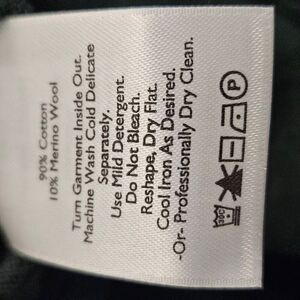 90% Cotton
10% Merino Wool
Turn Garment Inside Out.
Machine Wash Cold Delicate
Separately.
Use Mild Detergent.
Do Not Bleach.
Reshape, Dry Flat.
Cool Iron As Desired.
-Or- Professionally Dry Clean.
30C P